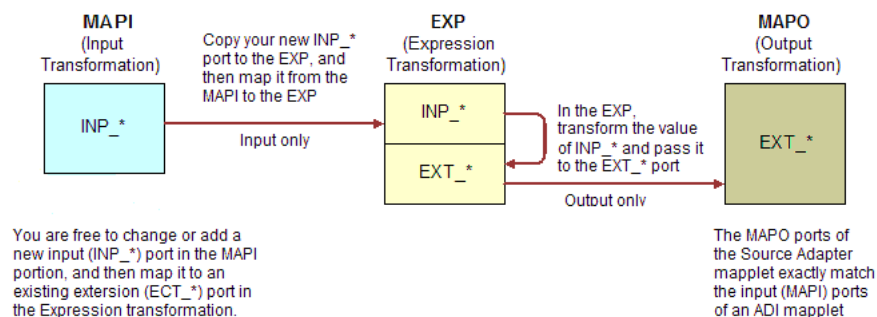 MAPI
(Input
Transformation)
Copy your new INP_*
port to the EXP, and
then map it from the
MAPI to the EXP
EXP
(Expression
Transformation)
MAPO
(Output
Transformation)
INP_*
Input only
INP_*
EXT_*
In the EXP,
transform the value
of INP_* and pass it
to the EXT_* port
Output only
EXT_*
You are free to change or add a
new input (INP_*) port in the MAPI
portion, and then map it to an
existing extersion (ECT_*) port in
the Expression transformation.
The MAPO ports of
the Source Adapter
mapplet exactly match
the input (MAPI) ports
of an ADI mapplet